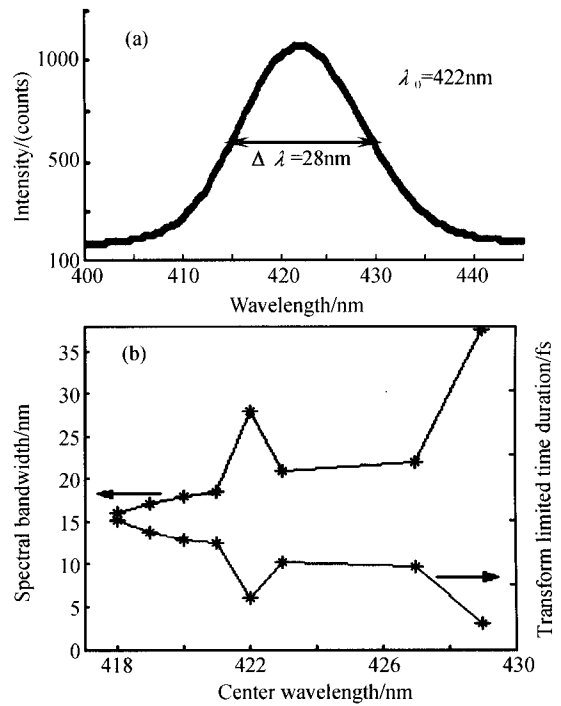 (a)
1000
500
100
Intensity/(counts)
λ₀=422nm
Δ λ=28nm
400
410
420
430
440
Wavelength/nm
(b)
35
30
25
20
15
10
5
0
Spectral bandwidth/nm
Transform limited time duration/fs
418
422
426
430
Center wavelength/nm